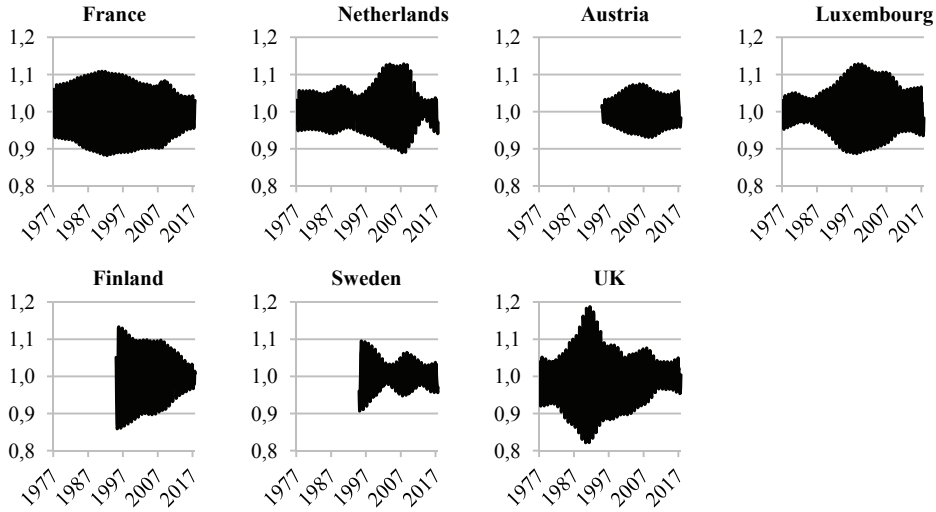 France Netherlands Austria Luxembourg
1,2 1,2 1,2 1,2
1,1 1,1 1,1 1,1
1,0 1,0 1,0 1,0
0,9 0,9 0,9 0,9
0,8 0,8 0,8 0,8
1977 1987 1997 2007 2017 1977 1987 1997 2007 2017 1977 1987 1997 2007 2017 1977 1987 1997 2007 2017
Finland Sweden UK
1,2 1,2 1,2
1,1 1,1 1,1
1,0 1,0 1,0
0,9 0,9 0,9
0,8 0,8 0,8
1977 1987 1997 2007 2017 1977 1987 1997 2007 2017 1977 1987 1997 2007 2017